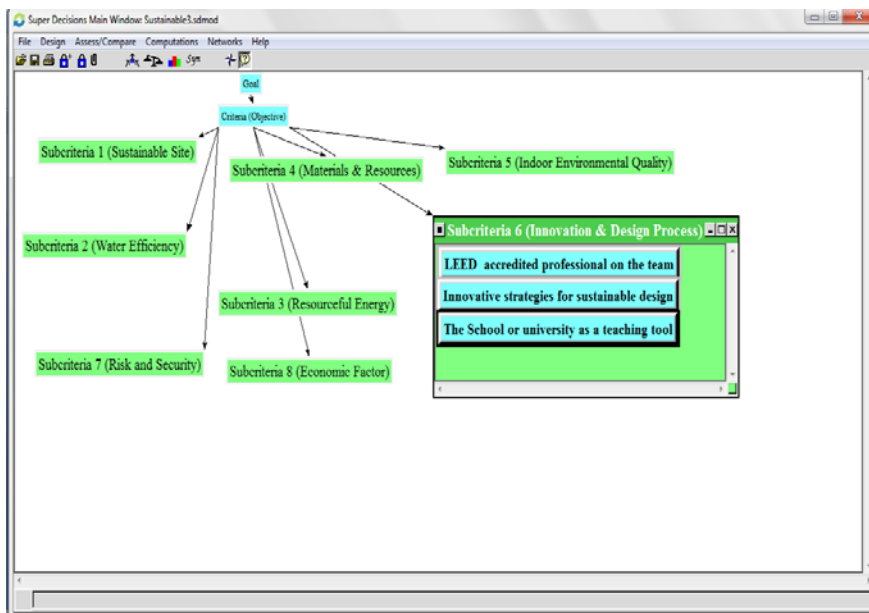 Super Decisions Main Window: Sustainable3.sdmod
File Design Assess/Compare Computations Networks Help
Syn
Goal
Criteria (Objective)
Subcriteria 1 (Sustainable Site)
Subcriteria 4 (Materials & Resources)
Subcriteria 5 (Indoor Environmental Quality)
Subcriteria 6 (Innovation & Design Process)
Subcriteria 2 (Water Efficiency)
LEED accredited professional on the team
Innovative strategies for sustainable design
Subcriteria 3 (Resourceful Energy)
The School or university as a teaching tool
Subcriteria 7 (Risk and Security)
Subcriteria 8 (Economic Factor)